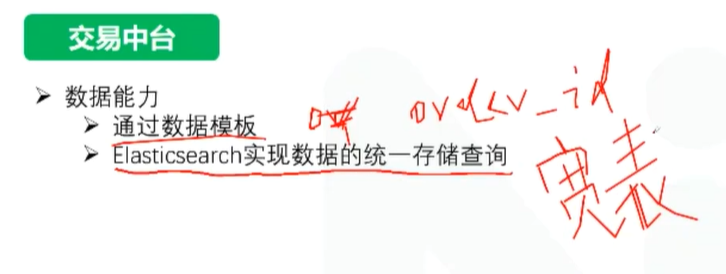 交易中台
数据能力
通过数据模板
order_id
Elasticsearch实现数据的统一存储查询
宽表